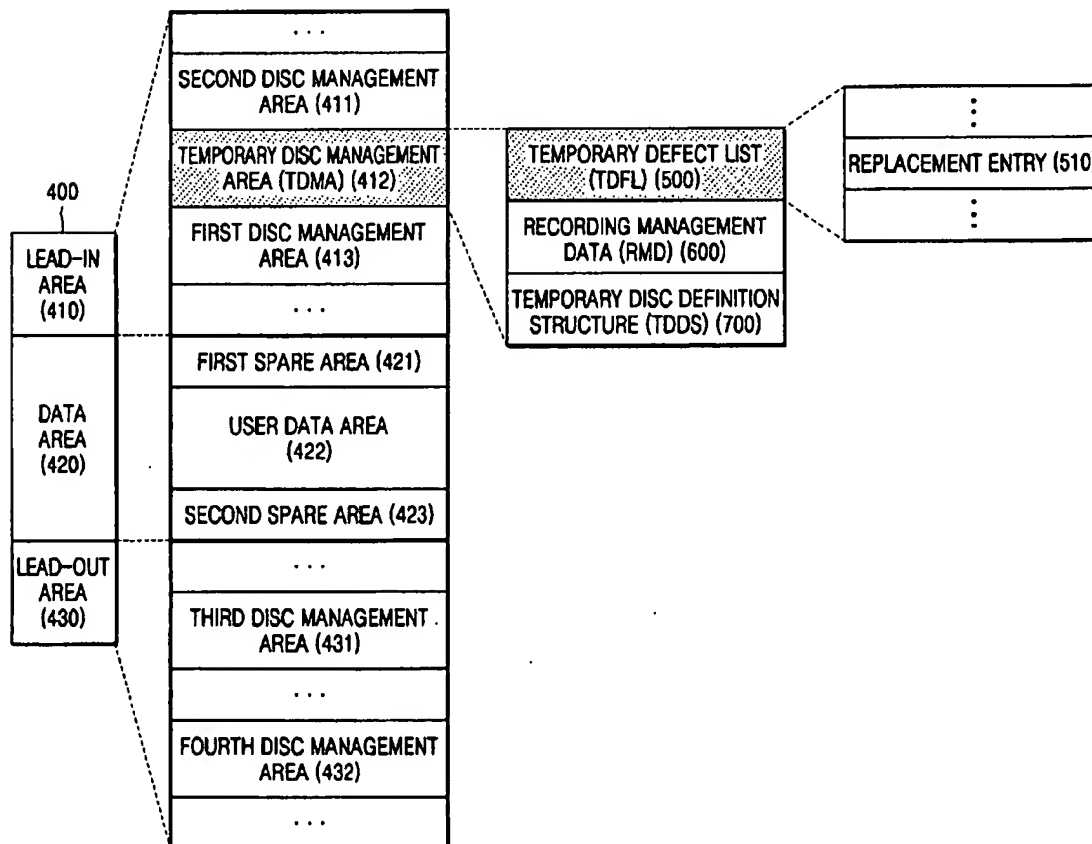 400
LEAD-IN
AREA
(410)
DATA
AREA
(420)
LEAD-OUT
AREA
(430)
. . .
SECOND DISC MANAGEMENT
AREA (411)
TEMPORARY DISC MANAGEMENT
AREA (TDMA) (412)
FIRST DISC MANAGEMENT
AREA (413)
. . .
FIRST SPARE AREA (421)
USER DATA AREA
(422)
SECOND SPARE AREA (423)
. . .
THIRD DISC MANAGEMENT
AREA (431)
. . .
FOURTH DISC MANAGEMENT
AREA (432)
. . .
TEMPORARY DEFECT LIST
(TDFL) (500)
RECORDING MANAGEMENT
DATA (RMD) (600)
TEMPORARY DISC DEFINITION
STRUCTURE (TDDS) (700)
⋮
REPLACEMENT ENTRY (510)
⋮